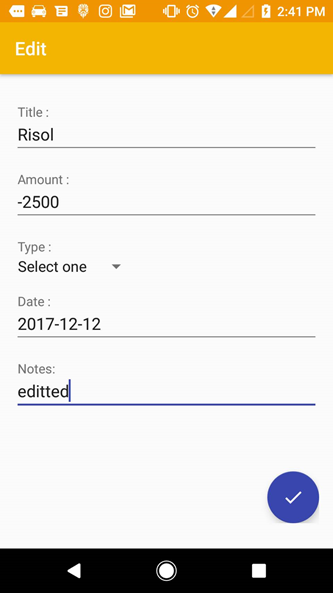 2:41 PM
Edit
Title :
Risol
Amount :
-2500
Type :
Select one
Date :
2017-12-12
Notes:
editted